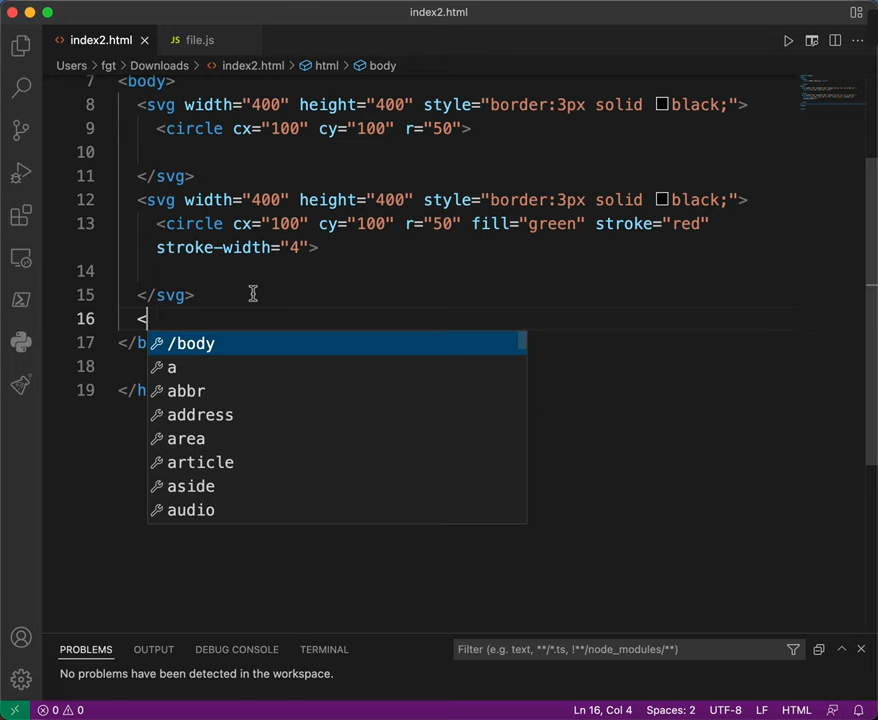 index2.html
index2.html
JS file.js
Users > fgt > Downloads > index2.html > html > body
7 <body>
8 <svg width="400" height="400" style="border:3px solid black;">
9 <circle cx="100" cy="100" r="50">
10
11 </svg>
12 <svg width="400" height="400" style="border:3px solid black;">
13 <circle cx="100" cy="100" r="50" fill="green" stroke="red"
stroke-width="4">
14
15 </svg>
16 <
17 </b
18
19 </h
/body
a
abbr
address
area
article
aside
audio
PROBLEMS OUTPUT DEBUG CONSOLE TERMINAL
Filter (e.g. text, **/*.ts, !**/node_modules/**)
No problems have been detected in the workspace.
0 0 Ln 16, Col 4 Spaces: 2 UTF-8 LF HTML